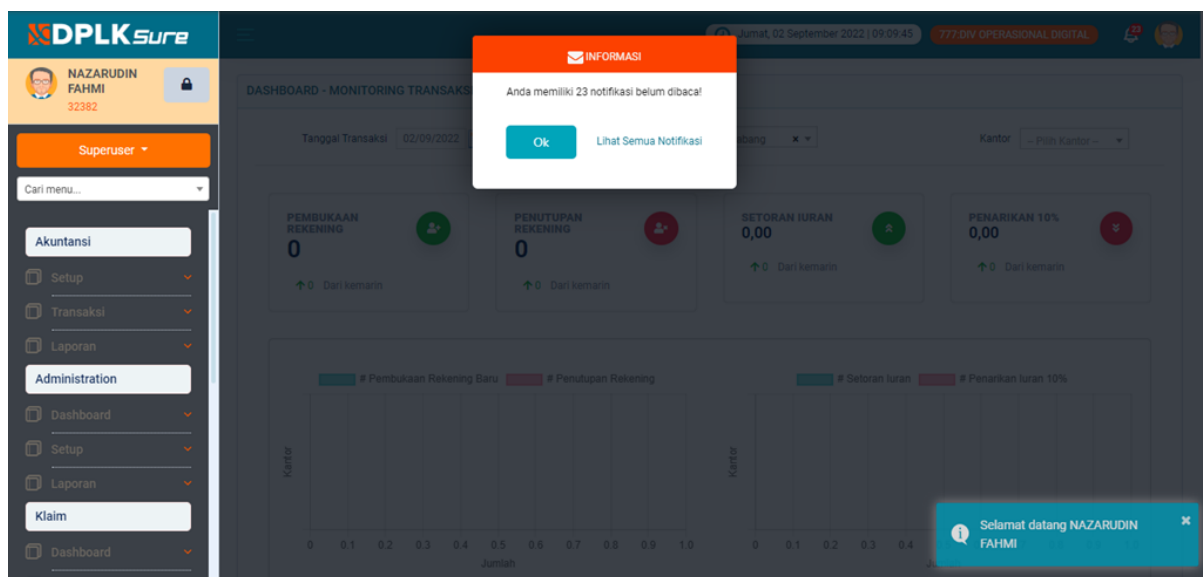 DPLKSure
NAZARUDIN
FAHMI
32382
Superuser
Cari menu...
Akuntansi
Setup
Transaksi
Laporan
Administration
Dashboard
Setup
Laporan
Klaim
Dashboard
Jumat, 02 September 2022 | 09:09:45
777:DIV OPERASIONAL DIGITAL
23
INFORMASI
Anda memiliki 23 notifikasi belum dibaca!
Ok Lihat Semua Notifikasi
DASHBOARD - MONITORING TRANSAKS
Tanggal Transaksi 02/09/2022
abang x
Kantor -- Pilih Kantor --
PEMBUKAAN
REKENING
0
0 Dari kemarin
PENUTUPAN
REKENING
0
0 Dari kemarin
SETORAN IURAN
0,00
0 Dari kemarin
PENARIKAN 10%
0,00
0 Dari kemarin
# Pembukaan Rekening Baru # Penutupan Rekening
Kantor
0 0.1 0.2 0.3 0.4 0.5 0.6 0.7 0.8 0.9 1.0
Jumlah
# Setoran Iuran # Penarikan Iuran 10%
Kantor
0 0.1 0.2 0.3 0.4
Selamat datang NAZARUDIN
FAHMI
×